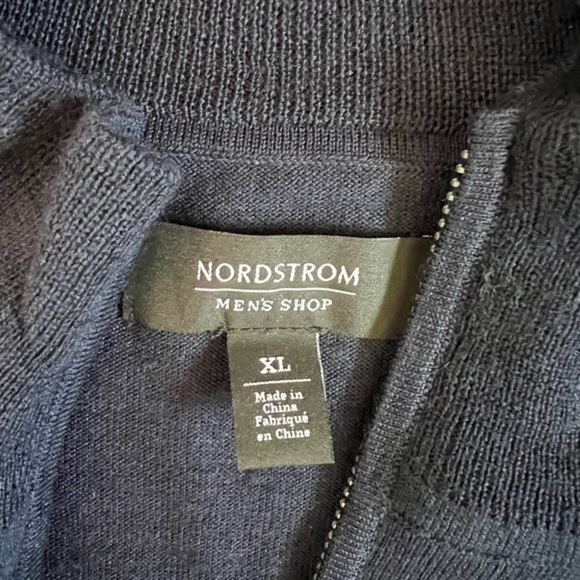 NORDSTROM
MEN'S SHOP
XL
Made in
China
Fabriqué
en Chine